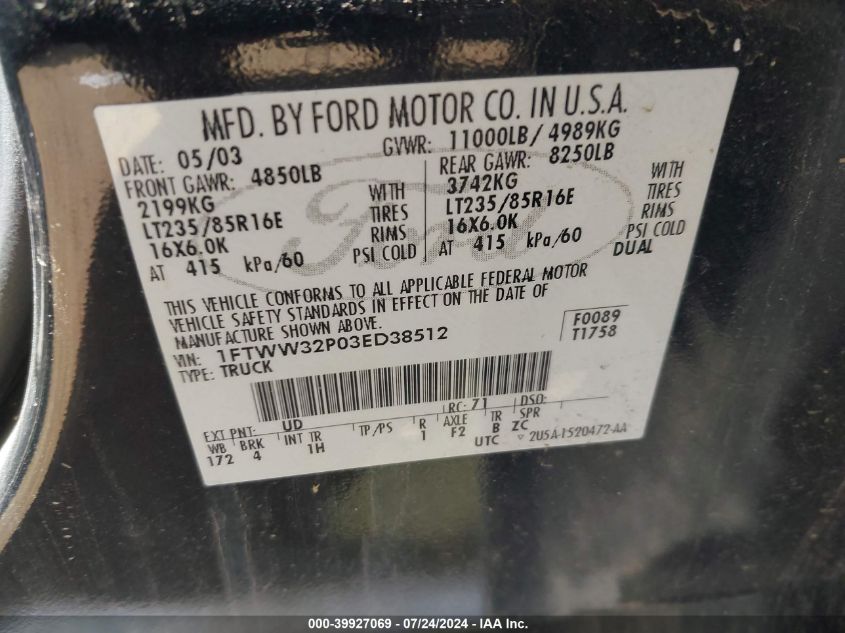 MFD. BY FORD MOTOR CO. IN U.S.A.
DATE: 05/03 GVWR: 11000LB/ 4989KG
FRONT GAWR: 4850LB REAR GAWR: 8250LB
2199KG WITH 3742KG WITH
LT235/85R16E TIRES LT235/85R16E TIRES
16X6.0K RIMS 16X6.0K RIMS
AT 415 kPa/60 PSI COLD AT 415 kPa/60 PSI COLD
DUAL
Ford
THIS VEHICLE CONFORMS TO ALL APPLICABLE FEDERAL MOTOR
VEHICLE SAFETY STANDARDS IN EFFECT ON THE DATE OF
MANUFACTURE SHOWN ABOVE.
VIN: 1FTWW32P03ED38512
TYPE: TRUCK
F0089
T1758
EXT PNT: UD RC: 71 DSO:
WB BRK INT TR TP/PS R AXLE TR SPR
172 4 1H 1 F2 B ZC
UTC ▽ 2U5A-1520472-AA
000-39927069 - 07/24/2024 - IAA Inc.